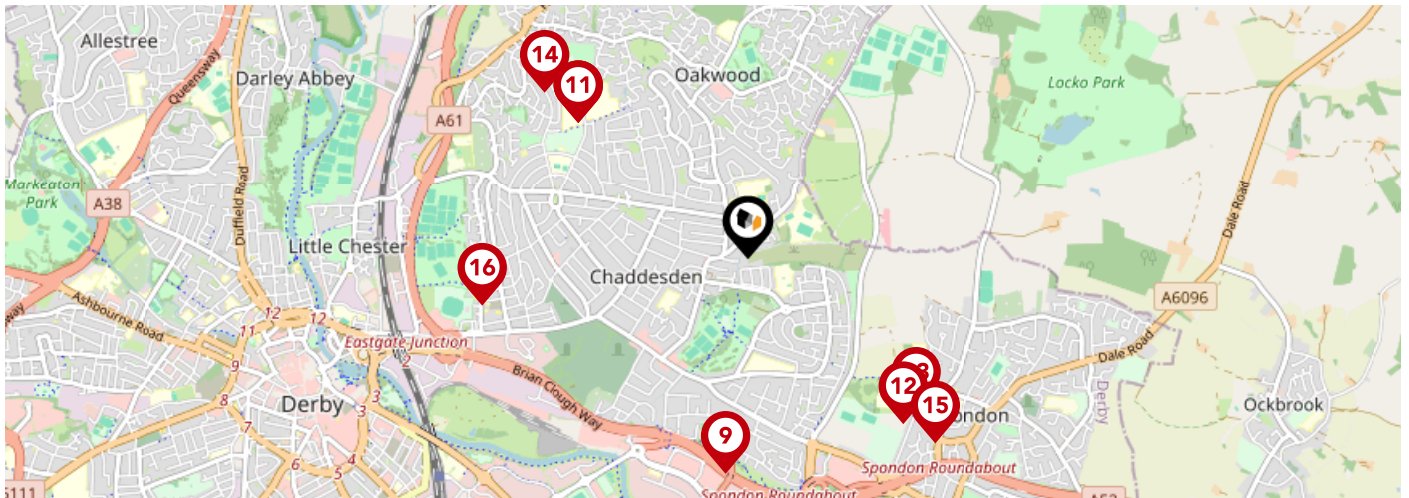 Allestree
Queensway
Darley Abbey
14
11
Oakwood
Locko Park
A61
Markeaton
Park
A38
Duffield Road
Little Chester
16
Chaddesden
Dale Road
A6096
Ashbourne Road
12
12
11
Eastgate Junction
2
9
8
Derby
3
3
7
6
5
4
Brian Clough Way
9
12
15
Dale Road
Derby
Ockbrook
Spondon Roundabout
Spondon Roundabout